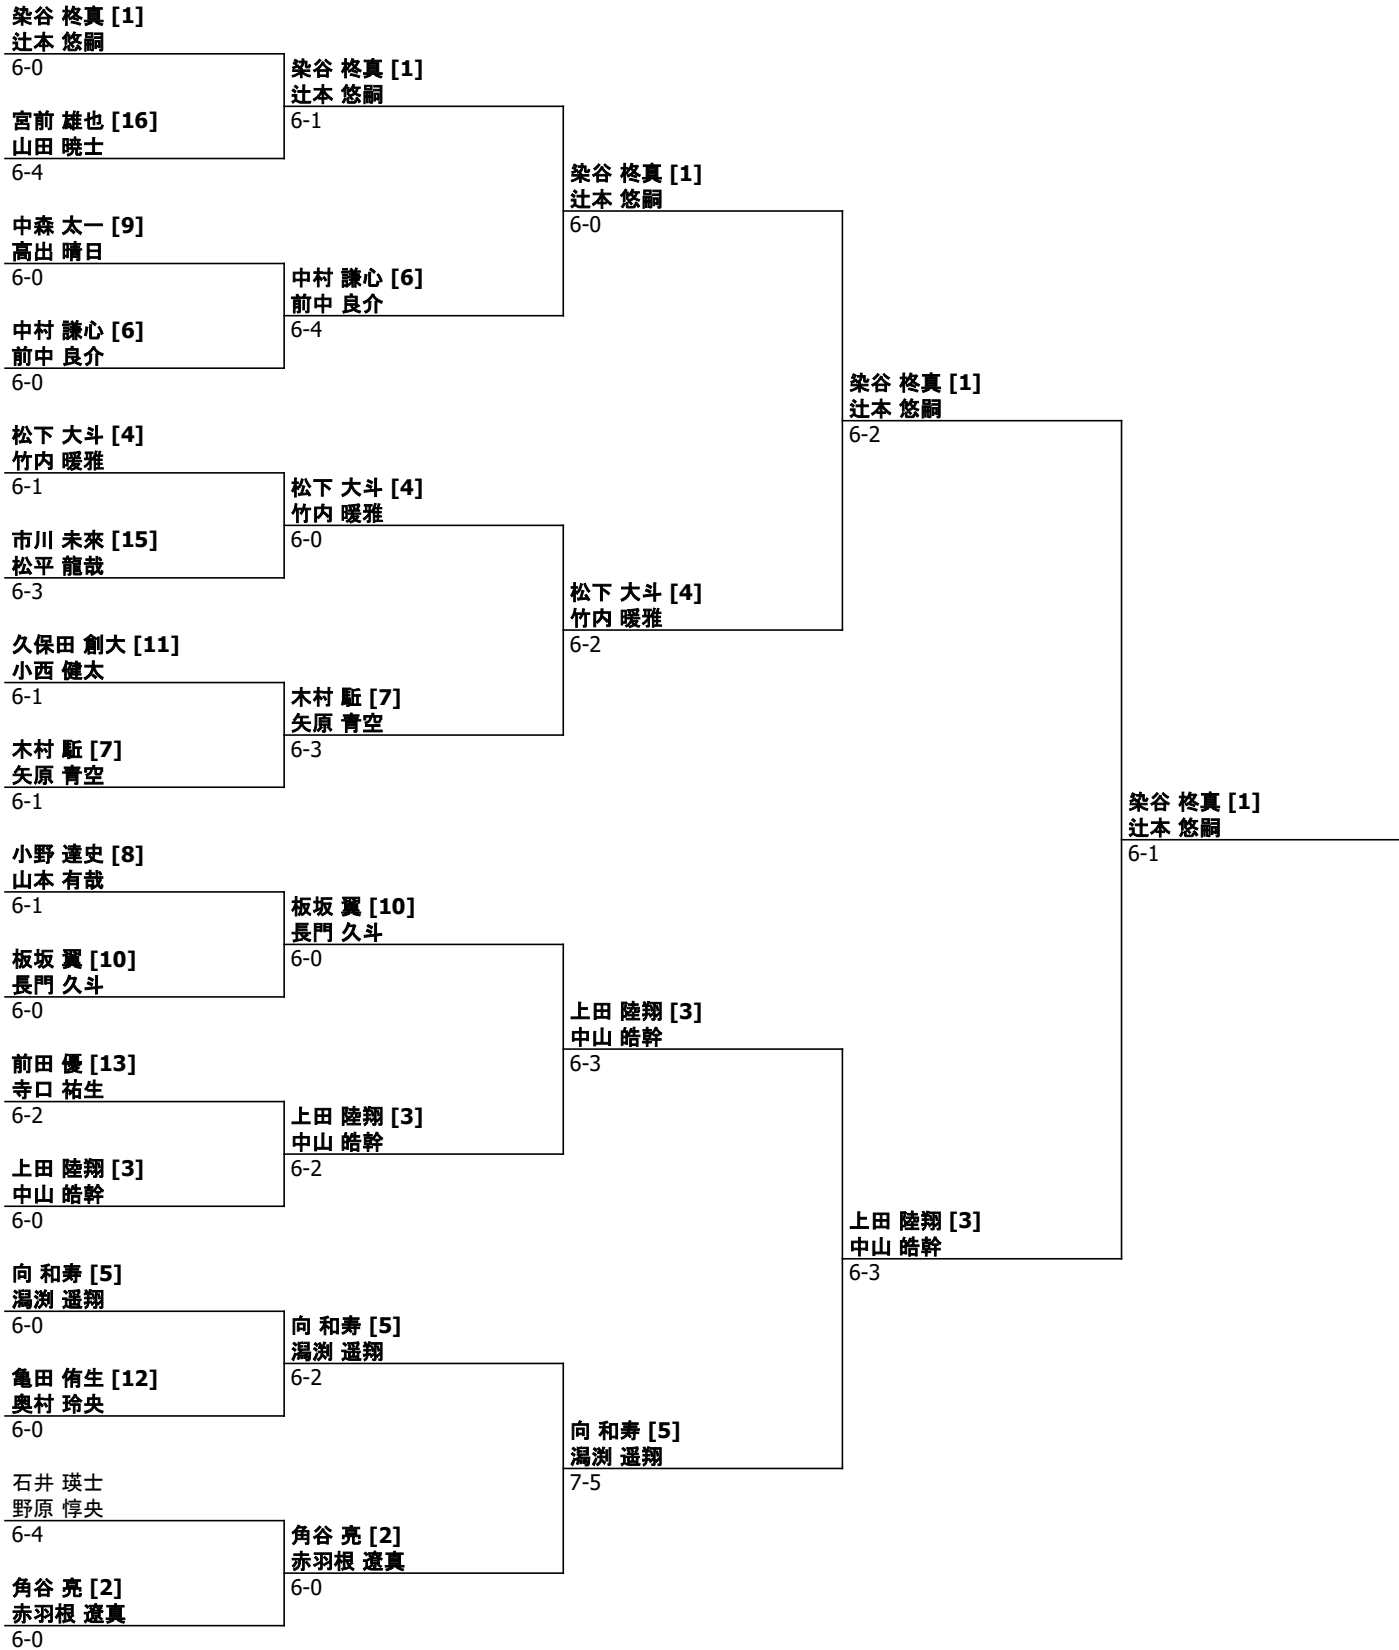 染谷 柊真 [1]
辻本 悠嗣
6-0
宮前 雄也 [16]
山田 暁士
6-4
中森 太一 [9]
高出 晴日
6-0
中村 謙心 [6]
前中 良介
6-0
松下 大斗 [4]
竹内 暖雅
6-1
市川 未來 [15]
松平 龍哉
6-3
久保田 創大 [11]
小西 健太
6-1
木村 駈 [7]
矢原 青空
6-1
小野 達史 [8]
山本 有哉
6-1
板坂 翼 [10]
長門 久斗
6-0
前田 優 [13]
寺口 祐生
6-2
上田 陸翔 [3]
中山 皓幹
6-0
向 和寿 [5]
潟渕 遥翔
6-0
亀田 侑生 [12]
奥村 玲央
6-0
石井 瑛士
野原 惇央
6-4
角谷 亮 [2]
赤羽根 遼真
6-0
染谷 柊真 [1]
辻本 悠嗣
6-1
中村 謙心 [6]
前中 良介
6-4
松下 大斗 [4]
竹内 暖雅
6-0
木村 駈 [7]
矢原 青空
6-3
板坂 翼 [10]
長門 久斗
6-0
上田 陸翔 [3]
中山 皓幹
6-2
向 和寿 [5]
潟渕 遥翔
6-2
角谷 亮 [2]
赤羽根 遼真
6-0
染谷 柊真 [1]
辻本 悠嗣
6-0
松下 大斗 [4]
竹内 暖雅
6-2
上田 陸翔 [3]
中山 皓幹
6-3
向 和寿 [5]
潟渕 遥翔
7-5
染谷 柊真 [1]
辻本 悠嗣
6-2
上田 陸翔 [3]
中山 皓幹
6-3
染谷 柊真 [1]
辻本 悠嗣
6-1